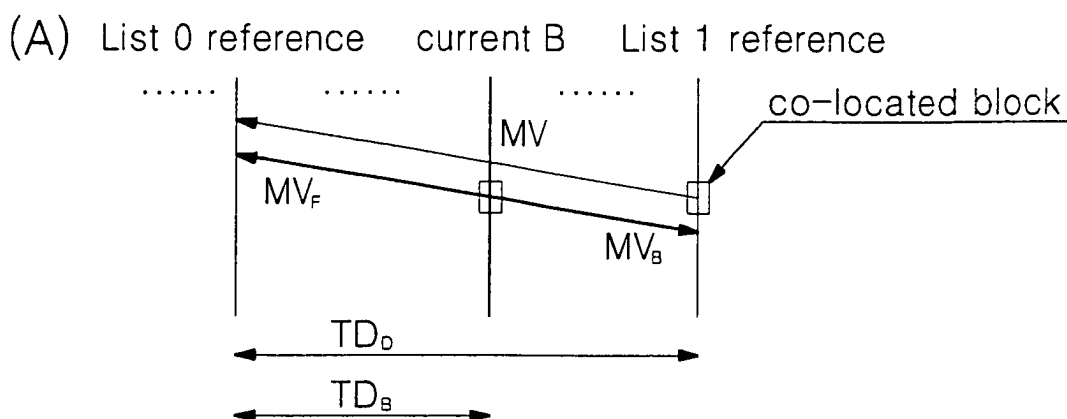 (A) List 0 reference current B List 1 reference
...... ...... ......
co-located block
MV
MV_F
MV_B
TD_D
TD_B